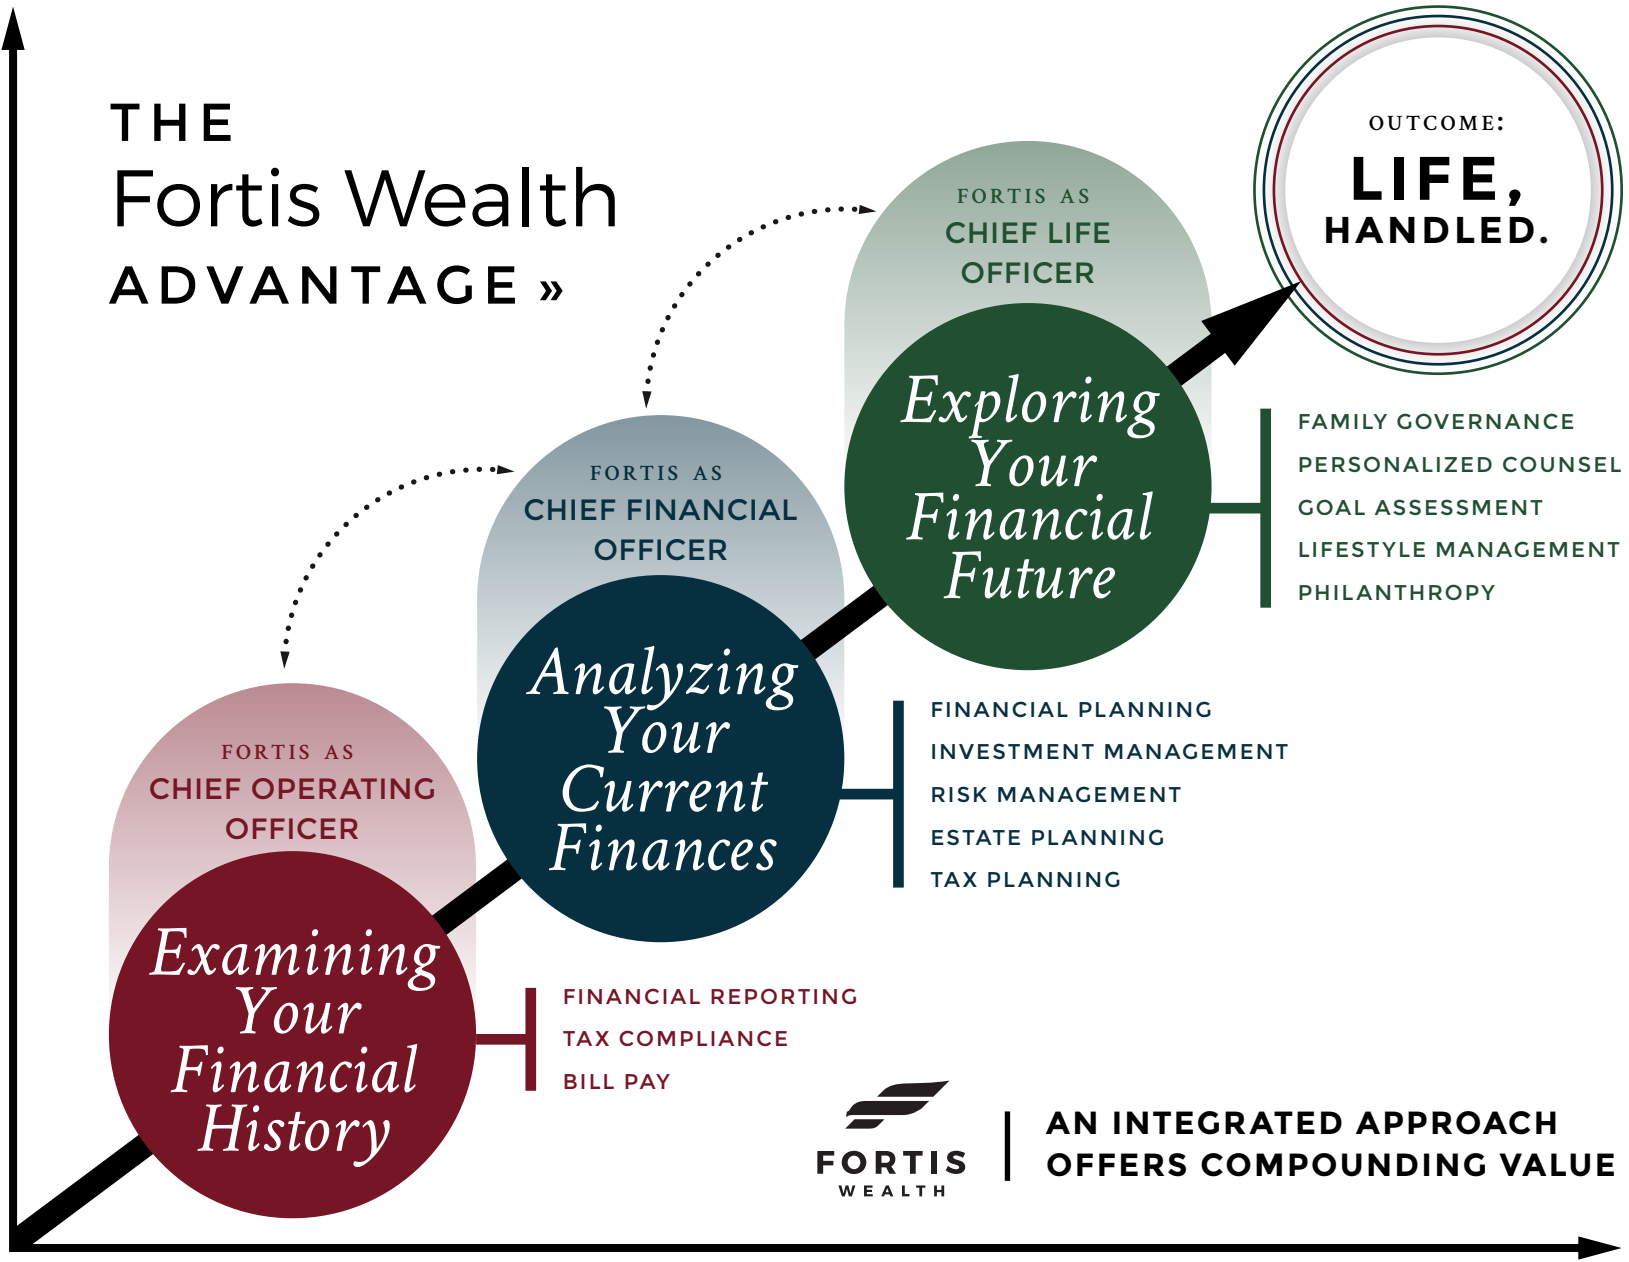 THE
Fortis Wealth
ADVANTAGE »
OUTCOME:
LIFE,
HANDLED.
FORTIS AS
CHIEF LIFE
OFFICER
Exploring
Your
Financial
Future
FAMILY GOVERNANCE
PERSONALIZED COUNSEL
GOAL ASSESSMENT
LIFESTYLE MANAGEMENT
PHILANTHROPY
FORTIS AS
CHIEF FINANCIAL
OFFICER
Analyzing
Your
Current
Finances
FINANCIAL PLANNING
INVESTMENT MANAGEMENT
RISK MANAGEMENT
ESTATE PLANNING
TAX PLANNING
FORTIS AS
CHIEF OPERATING
OFFICER
Examining
Your
Financial
History
FINANCIAL REPORTING
TAX COMPLIANCE
BILL PAY
FORTIS
WEALTH
AN INTEGRATED APPROACH
OFFERS COMPOUNDING VALUE